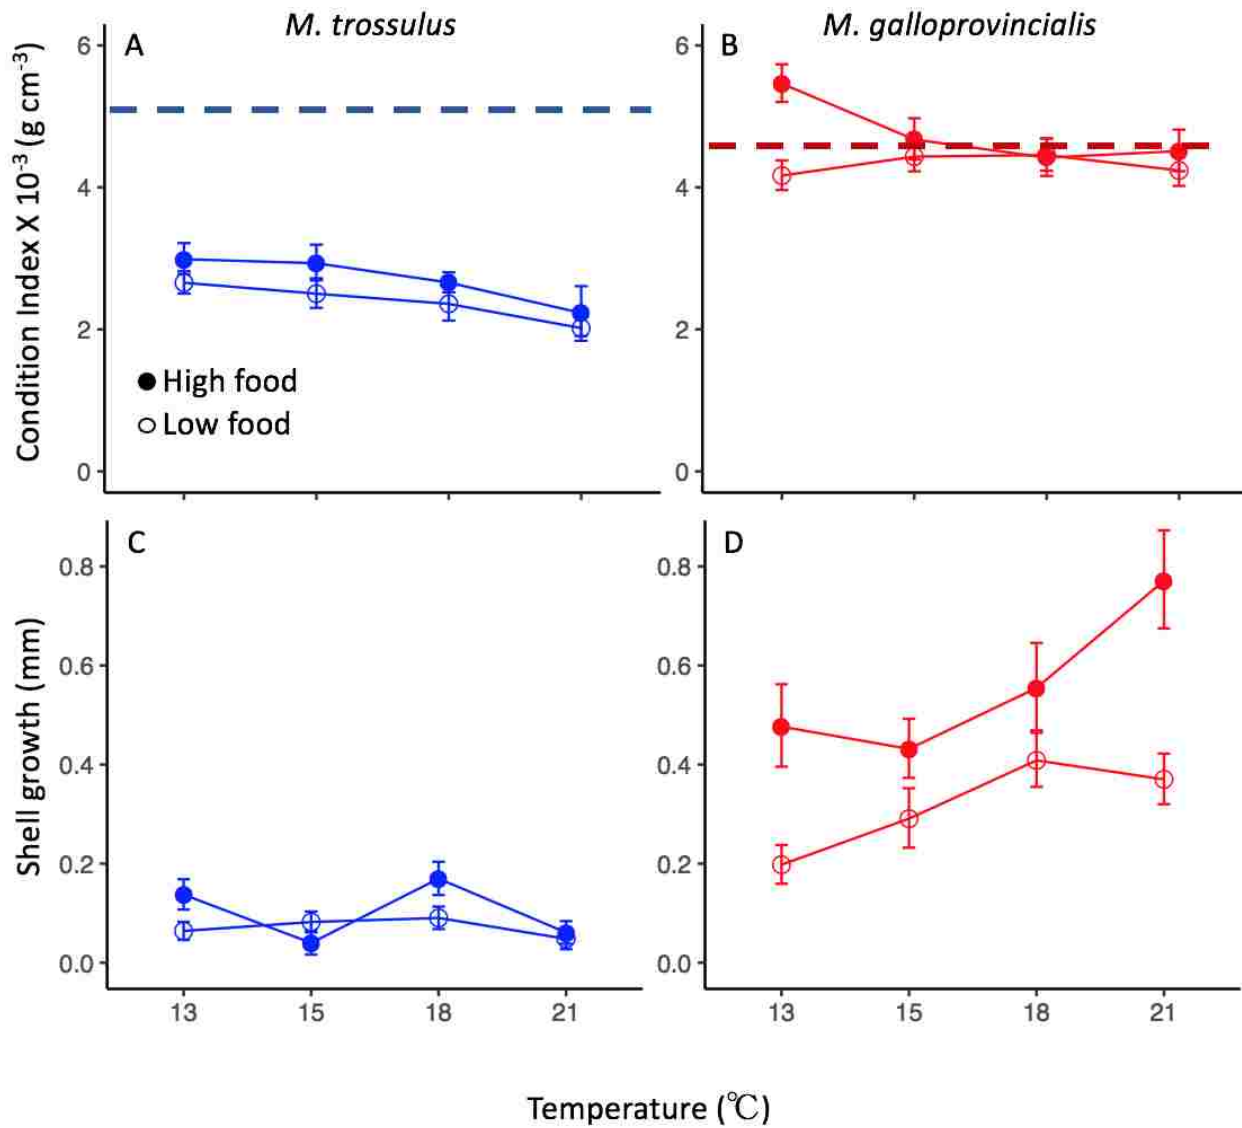 M. trossulus
M. galloprovincialis
A
B
Condition Index X 10⁻³ (g cm⁻³)
6
4
2
0
6
4
2
0
High food
Low food
C
D
Shell growth (mm)
0.8
0.6
0.4
0.2
0.0
0.8
0.6
0.4
0.2
0.0
13 15 18 21
13 15 18 21
Temperature (℃)